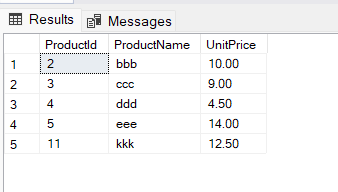 Results Messages
ProductId ProductName UnitPrice
1 2 bbb 10.00
2 3 ccc 9.00
3 4 ddd 4.50
4 5 eee 14.00
5 11 kkk 12.50